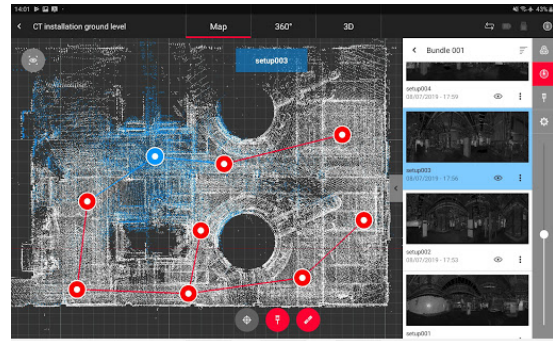 14:01
43%
CT installation ground level
Map
360°
3D
Bundle 001
setup003
setup004
08/07/2019 - 17:59
setup003
08/07/2019 - 17:56
setup002
08/07/2019 - 17:53
setup001